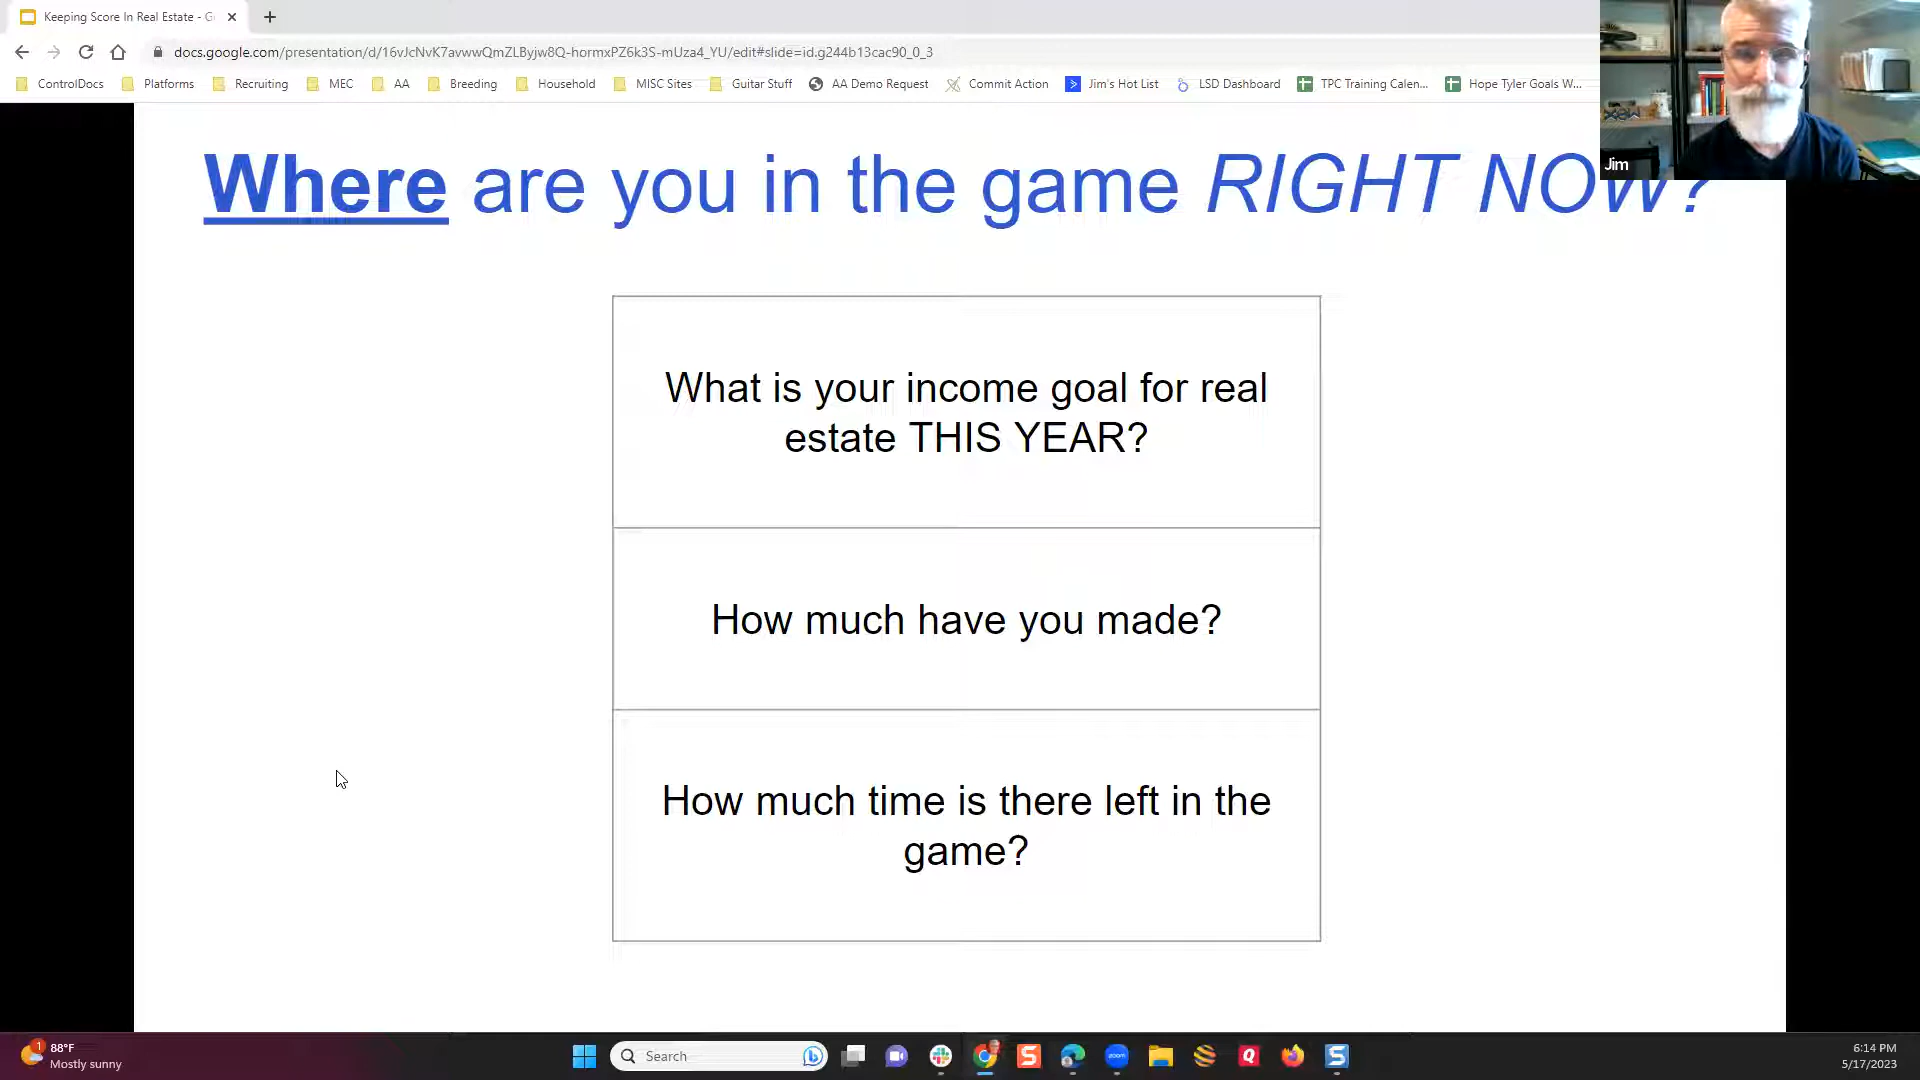 Keeping Score In Real Estate - G
docs.google.com/presentation/d/16vJcNvK7avwwQmZLByjw8Q-hormxPZ6k3S-mUza4_YU/edit#slide=id.g244b13cac90_0_3
ControlDocs Platforms Recruiting MEC AA Breeding Household MISC Sites Guitar Stuff AA Demo Request Commit Action Jim's Hot List LSD Dashboard TPC Training Calen... Hope Tyler Goals W...
Jim
Where are you in the game RIGHT NOW?
What is your income goal for real
estate THIS YEAR?
How much have you made?
How much time is there left in the
game?
88°F
Mostly sunny
Search
zoom
6:14 PM
5/17/2023